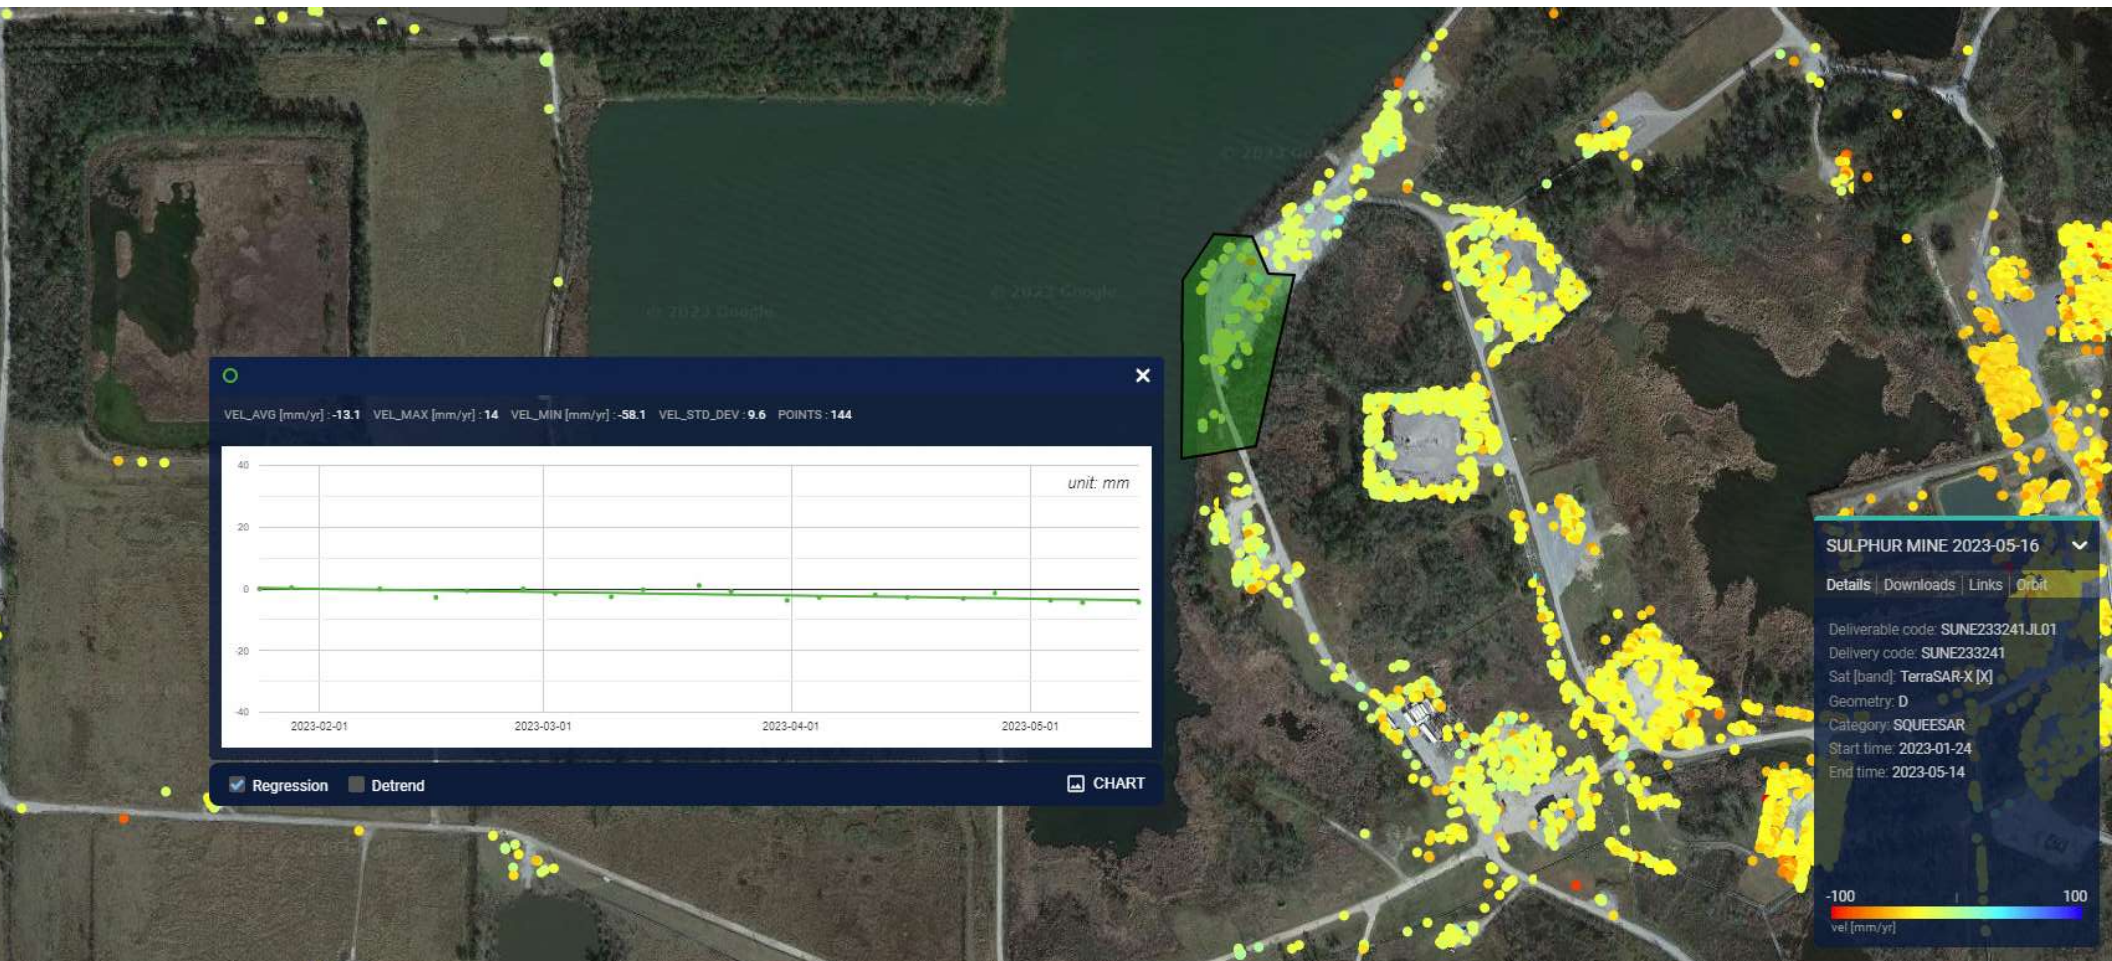 © 2023 Google
© 2023 Google
VEL_AVG [mm/yr] : -13.1 VEL_MAX [mm/yr] : 14 VEL_MIN [mm/yr] : -58.1 VEL_STD_DEV : 9.6 POINTS : 144
unit: mm
40
20
0
-20
-40
2023-02-01 2023-03-01 2023-04-01 2023-05-01
Regression Detrend CHART
SULPHUR MINE 2023-05-16
Details Downloads Links Orbit
Deliverable code: SUNE233241JL01
Delivery code: SUNE233241
Sat [band]: TerraSAR-X [X]
Geometry: D
Category: SQUEESAR
Start time: 2023-01-24
End time: 2023-05-14
-100 100
vel [mm/yr]